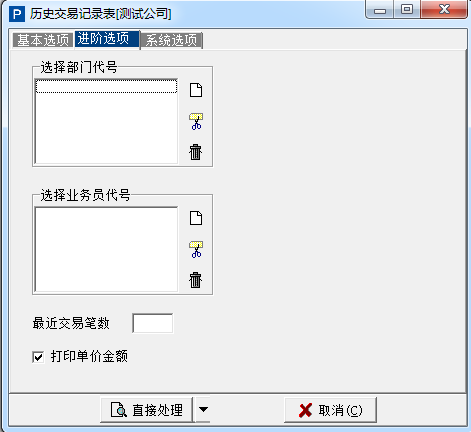 P 历史交易记录表[测试公司]
基本选项 进阶选项 系统选项
选择部门代号
选择业务员代号
最近交易笔数
打印单价金额
直接处理 取消(C)